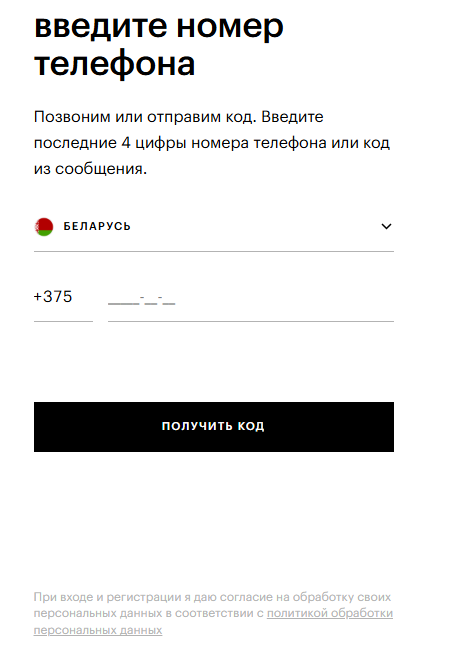 введите номер
телефона
Позвоним или отправим код. Введите
последние 4 цифры номера телефона или код
из сообщения.
БЕЛАРУСЬ
+375 ____-__-__
ПОЛУЧИТЬ КОД
При входе и регистрации я даю согласие на обработку своих
персональных данных в соответствии с политикой обработки
персональных данных